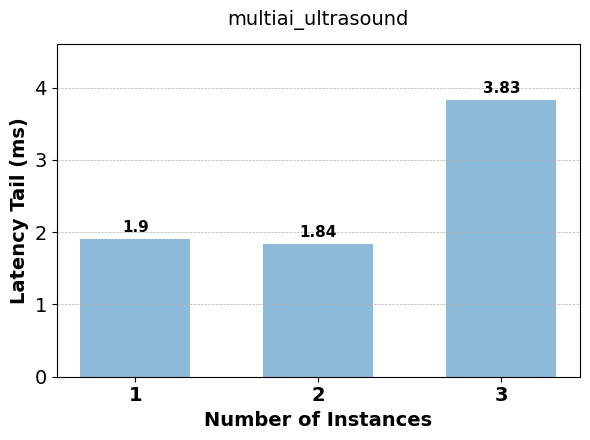 multiai_ultrasound
Latency Tail (ms)
4
3
2
1
0
1.9
1.84
3.83
1 2 3
Number of Instances